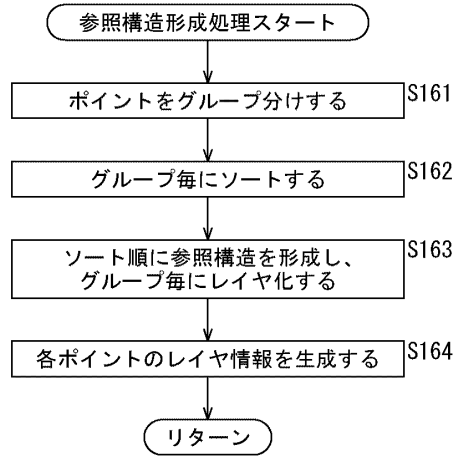 参照構造形成処理スタート
ポイントをグループ分けする
S161
グループ毎にソートする
S162
ソート順に参照構造を形成し、
グループ毎にレイヤ化する
S163
各ポイントのレイヤ情報を生成する
S164
リターン